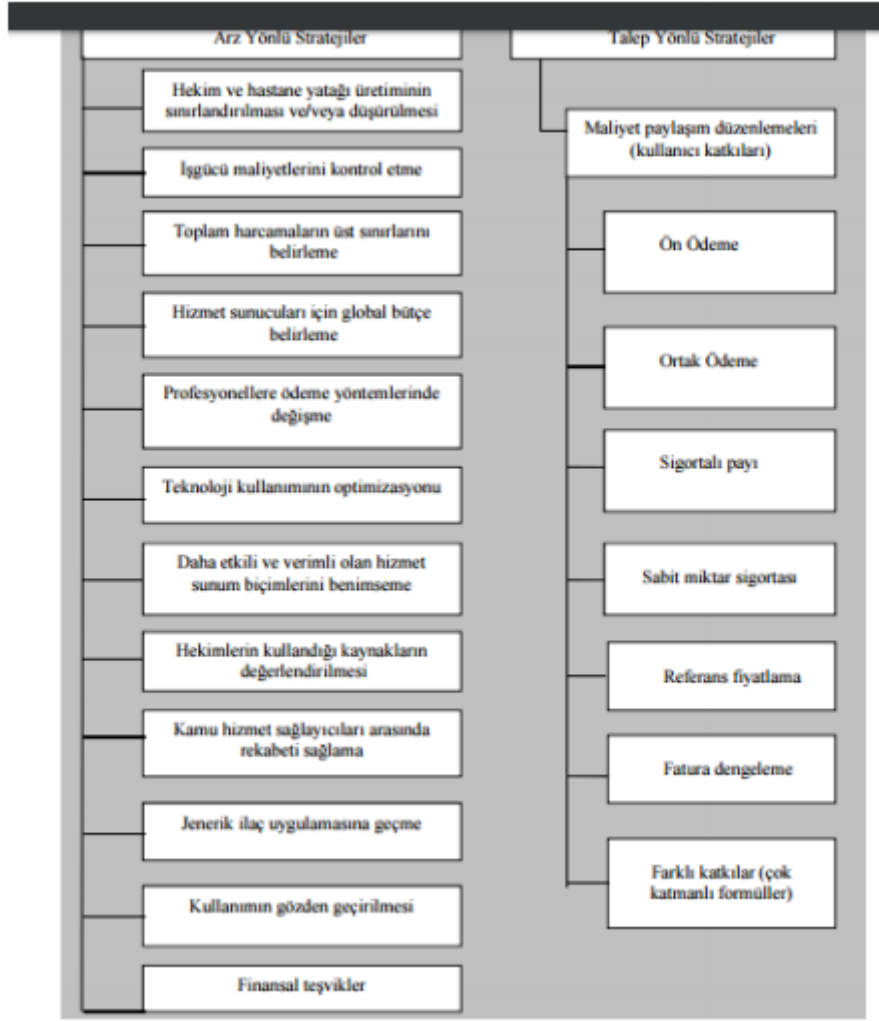 Arz Yönlü Stratejiler
Hekim ve hastane yatağı üretiminin
sınırlandırılması ve/veya düşürülmesi
İşgücü maliyetlerini kontrol etme
Toplam harcamaların üst sınırlarını
belirleme
Hizmet sunucuları için global bütçe
belirleme
Profesyonellere ödeme yöntemlerinde
değişme
Teknoloji kullanımının optimizasyonu
Daha etkili ve verimli olan hizmet
sunum biçimlerini benimseme
Hekimlerin kullandığı kaynakların
değerlendirilmesi
Kamu hizmet sağlayıcıları arasında
rekabeti sağlama
Jenerik ilaç uygulamasına geçme
Kullanımın gözden geçirilmesi
Finansal teşvikler
Talep Yönlü Stratejiler
Maliyet paylaşım düzenlemeleri
(kullanıcı katkıları)
Ön Ödeme
Ortak Ödeme
Sigortalı payı
Sabit miktar sigortası
Referans fiyatlama
Fatura dengeleme
Farklı katkılar (çok
katmanlı formüller)